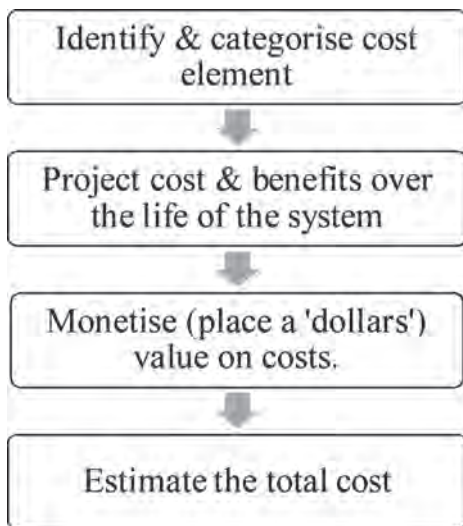 Identify & categorise cost
element
Project cost & benefits over
the life of the system
Monetise (place a 'dollars')
value on costs.
Estimate the total cost